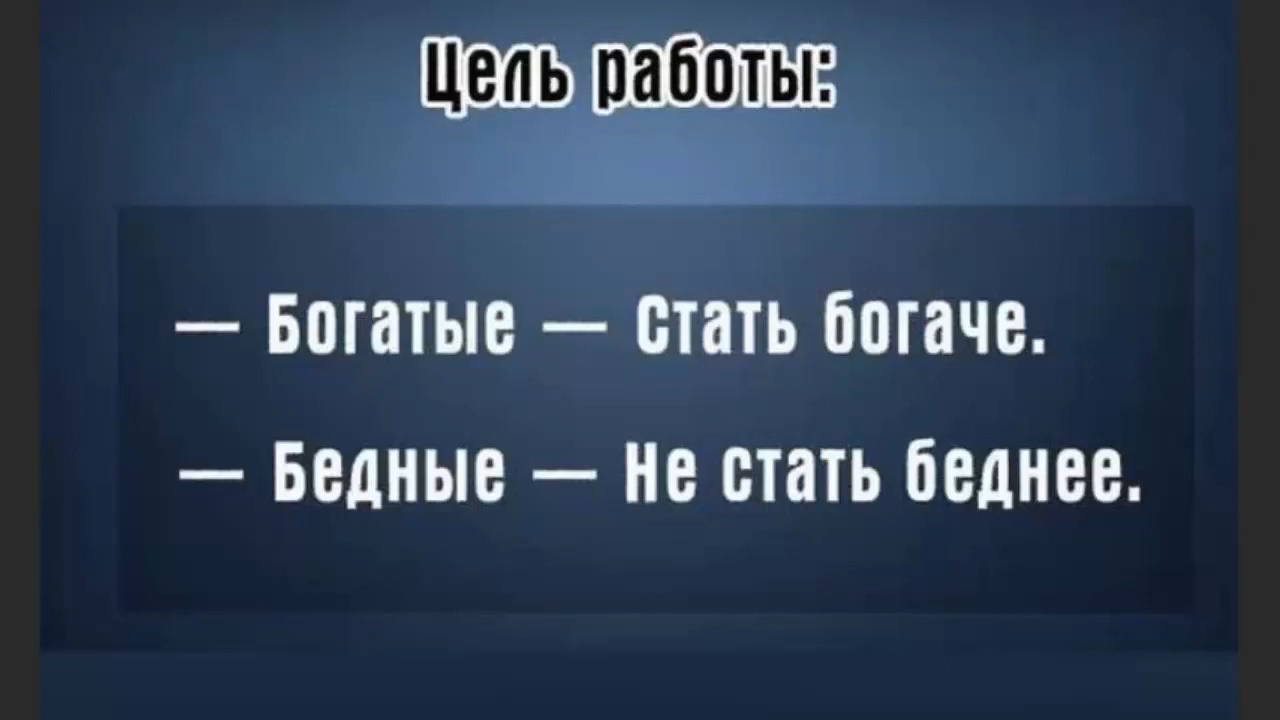 Цель работы:
— Богатые — Стать богаче.
— Бедные — Не стать беднее.